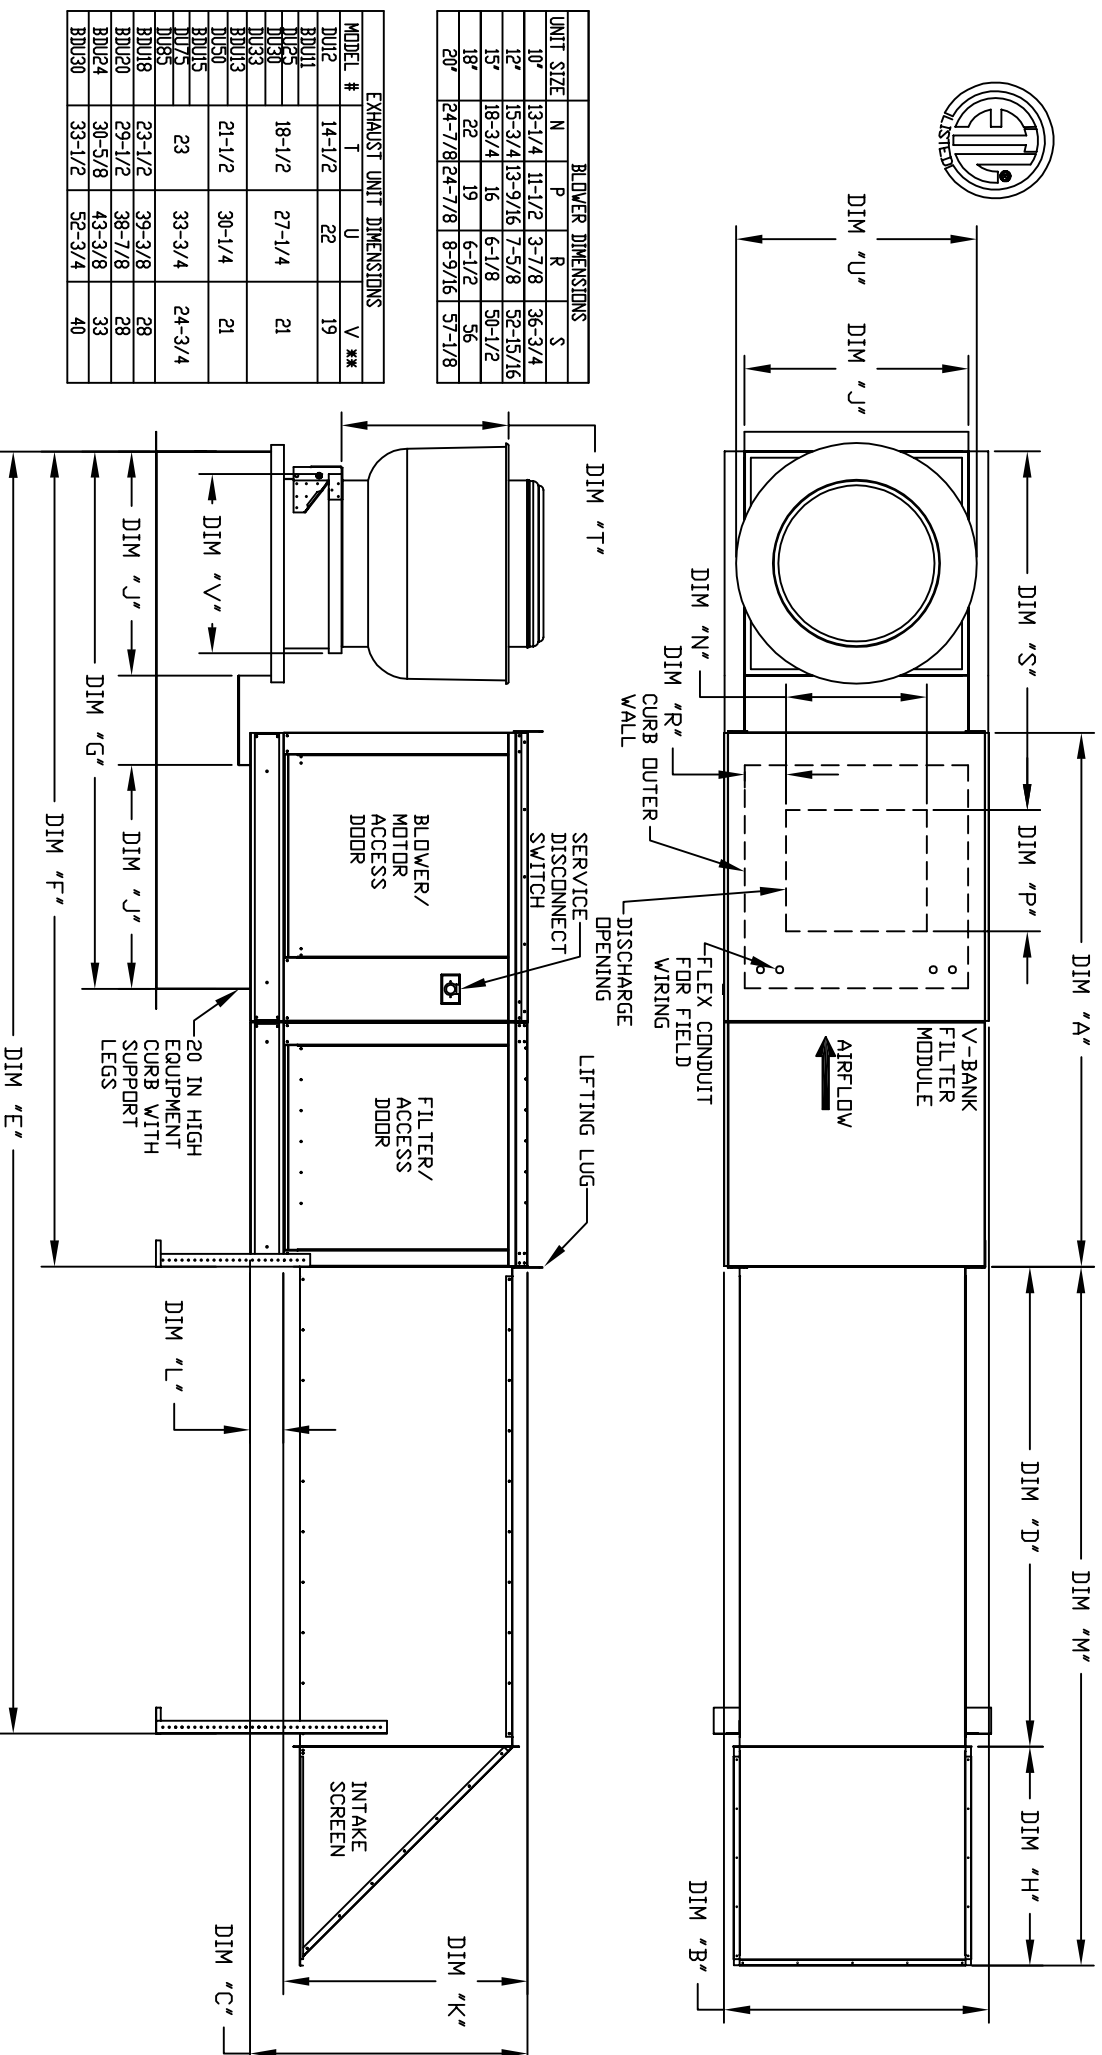 ETL
LISTED
DIM "A"
DIM "M"
DIM "S"
DIM "P"
DIM "D"
DIM "H"
DIM "U"
DIM "J"
V-BANK
FILTER
MODULE
AIRFLOW
DIM "N"
DIM "R"
CURB OUTER
WALL
FLEX CONDUIT
FOR FIELD
WIRING
DISCHARGE
OPENING
DIM "B"
BLOWER DIMENSIONS
UNIT SIZE N P R S
10" 13-1/4 11-1/2 3-7/8 36-3/4
12" 15-3/4 13-9/16 7-5/8 52-15/16
15" 18-3/4 16 6-1/8 50-1/2
18" 22 19 6-1/2 56
20" 24-7/8 24-7/8 8-9/16 57-1/8
DIM "T"
SERVICE
DISCONNECT
SWITCH
LIFTING LUG
BLOWER/
MOTOR
ACCESS
DOOR
FILTER/
ACCESS
DOOR
INTAKE
SCREEN
DIM "K"
DIM "C"
DIM "L"
EXHAUST UNIT DIMENSIONS
MODEL # T U V **
DU12 14-1/2 22 19
BDU11
DU25
DU30
DU33
18-1/2 27-1/4 21
BDU13
DU50
21-1/2 30-1/4 21
BDU15
DU75
DU85
23 33-3/4 24-3/4
BDU18 23-1/2 39-3/8 28
BDU20 29-1/2 38-7/8 28
BDU24 30-5/8 43-3/8 33
BDU30 33-1/2 52-3/4 40
DIM "V"
DIM "J"
DIM "J"
20 IN HIGH
EQUIPMENT
CURB WITH
SUPPORT
LEGS
DIM "G"
DIM "F"
DIM "E"